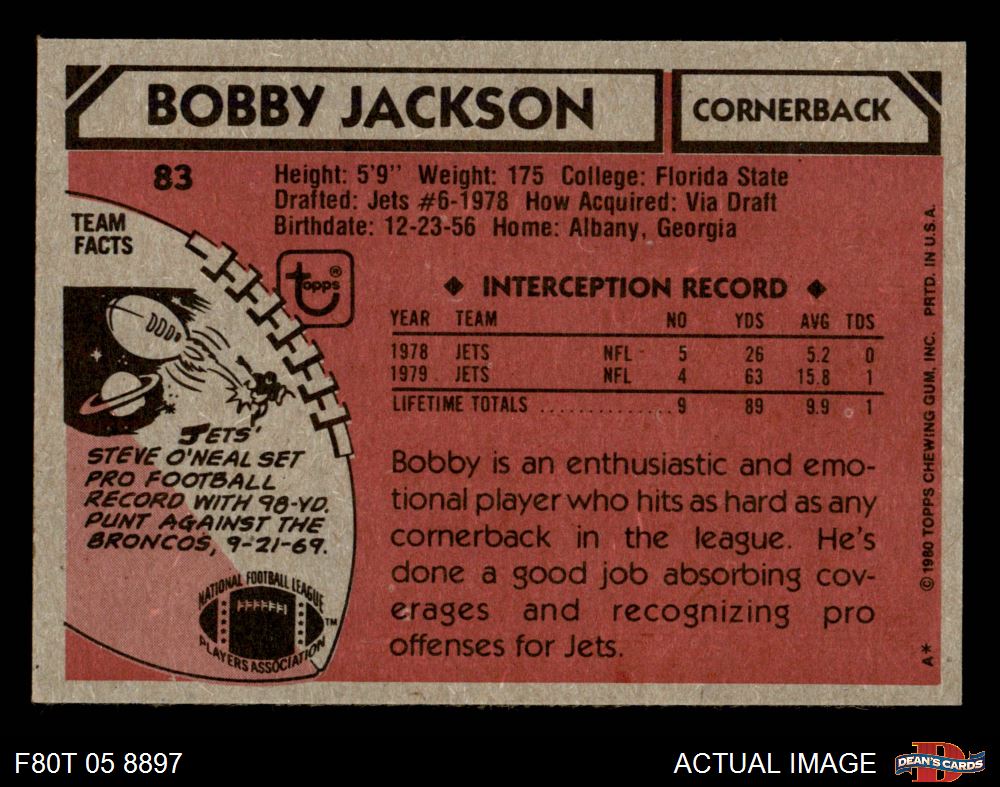 BOBBY JACKSON
CORNERBACK
83
Height: 5'9" Weight: 175 College: Florida State
Drafted: Jets #6-1978 How Acquired: Via Draft
Birthdate: 12-23-56 Home: Albany, Georgia
TEAM
FACTS
topps®
◆ INTERCEPTION RECORD ◆
YEAR TEAM NO YDS AVG TDS
1978 JETS NFL 5 26 5.2 0
1979 JETS NFL 4 63 15.8 1
LIFETIME TOTALS .................. 9 89 9.9 1
JETS'
STEVE O'NEAL SET
PRO FOOTBALL
RECORD WITH 98-YD.
PUNT AGAINST THE
BRONCOS, 9-21-69.
NATIONAL FOOTBALL LEAGUE
PLAYERS ASSOCIATION
TM
Bobby is an enthusiastic and emo-
tional player who hits as hard as any
cornerback in the league. He's
done a good job absorbing cov-
erages and recognizing pro
offenses for Jets.
A* © 1980 TOPPS CHEWING GUM, INC. PRTD. IN U.S.A.
F80T 05 8897
ACTUAL IMAGE
D
DEAN'S CARDS